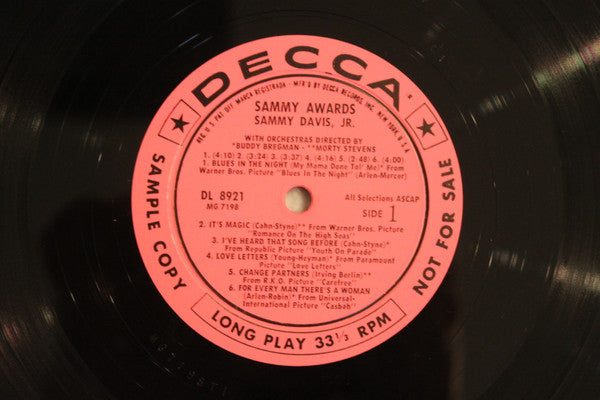 DECCA
REG U.S. PAT OFF MARCA REGISTRADA - MFR'D BY DECCA RECORDS, INC., NEW YORK, U.S.A.
★ ★
SAMMY AWARDS
SAMMY DAVIS, JR.
WITH ORCHESTRAS DIRECTED BY
*BUDDY BREGMAN - **MORTY STEVENS
1. (4:10) 2. (3:24) 3. (3:37) 4. (4:16) 5. (2:48) 6. (4:00)
1. BLUES IN THE NIGHT (My Mama Done Tol' Me)* From
Warner Bros. Picture "Blues In The Night" (Arlen-Mercer)
DL 8921
MG 7198
All Selections ASCAP
SIDE 1
2. IT'S MAGIC (Cahn-Styne)** From Warner Bros. Picture
"Romance On The High Seas"
3. I'VE HEARD THAT SONG BEFORE (Cahn-Styne)*
From Republic Picture "Youth On Parade"
4. LOVE LETTERS (Young-Heyman)* From Paramount
Picture "Love Letters"
5. CHANGE PARTNERS (Irving Berlin)**
From R.K.O. Picture "Carefree"
6. FOR EVERY MAN THERE'S A WOMAN
(Arlen-Robin)* From Universal-
International Picture "Casbah"
SAMPLE COPY
NOT FOR SALE
LONG PLAY 33 1/3 RPM